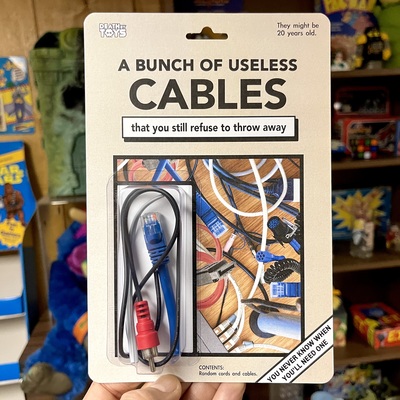 DEATH BY
TOYS
They might be
20 years old.
A BUNCH OF USELESS
CABLES
that you still refuse to throw away
CONTENTS:
Random cords and cables.
YOU NEVER KNOW WHEN
YOU'LL NEED ONE